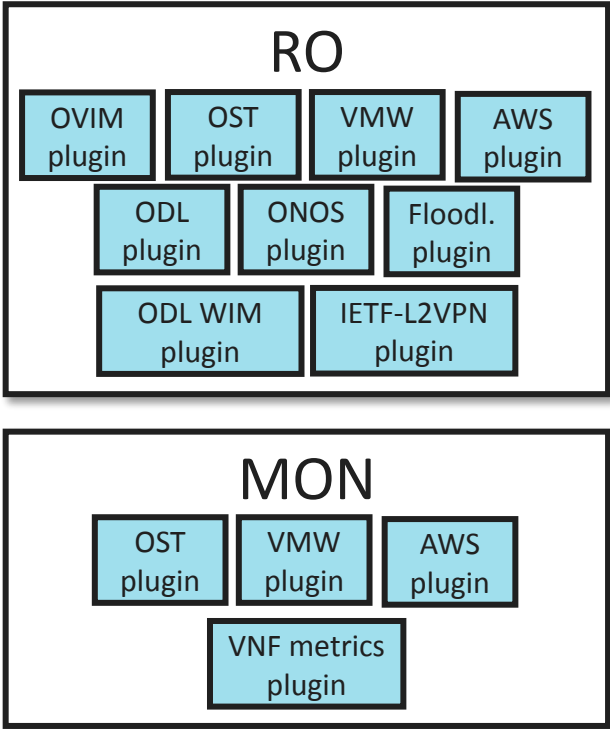 RO
OVIM plugin
OST plugin
VMW plugin
AWS plugin
ODL plugin
ONOS plugin
Floodl. plugin
ODL WIM plugin
IETF-L2VPN plugin
MON
OST plugin
VMW plugin
AWS plugin
VNF metrics plugin